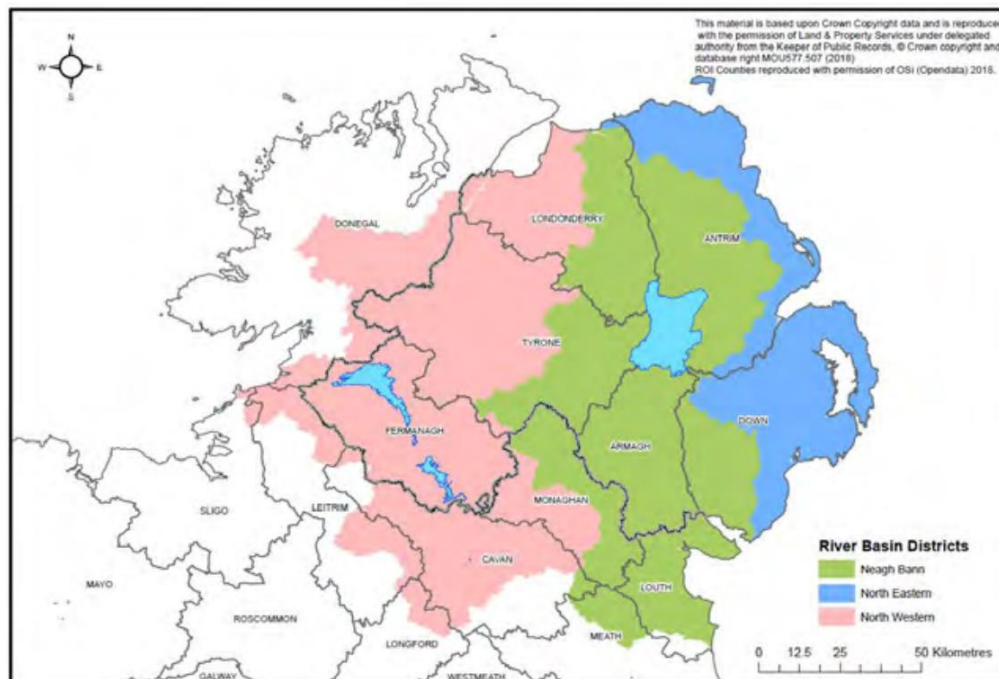 This material is based upon Crown Copyright data and is reproduced
with the permission of Land & Property Services under delegated
authority from the Keeper of Public Records, © Crown copyright and
database right MOU577.507 (2018)
ROI Counties reproduced with permission of OSi (Opendata) 2018.
N
W E
S
DONEGAL
LONDONDERRY
ANTRIM
TYRONE
FERMANAGH
ARMAGH
DOWN
MONAGHAN
SLIGO
LEITRIM
CAVAN
MAYO
LOUTH
ROSCOMMON
LONGFORD
MEATH
GALWAY
WESTMEATH
River Basin Districts
Neagh Bann
North Eastern
North Western
0 12.5 25 50 Kilometres